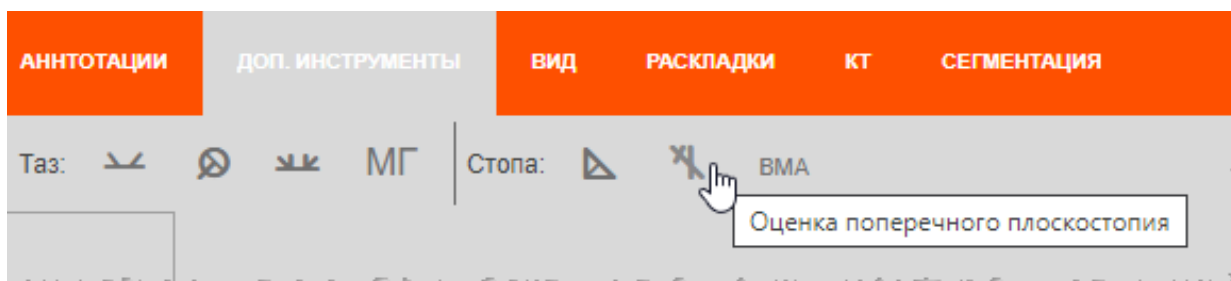 АННТОТАЦИИ ДОП. ИНСТРУМЕНТЫ ВИД РАСКЛАДКИ КТ СЕГМЕНТАЦИЯ
Таз: МГ Стопа: ВМА
Оценка поперечного плоскостопия